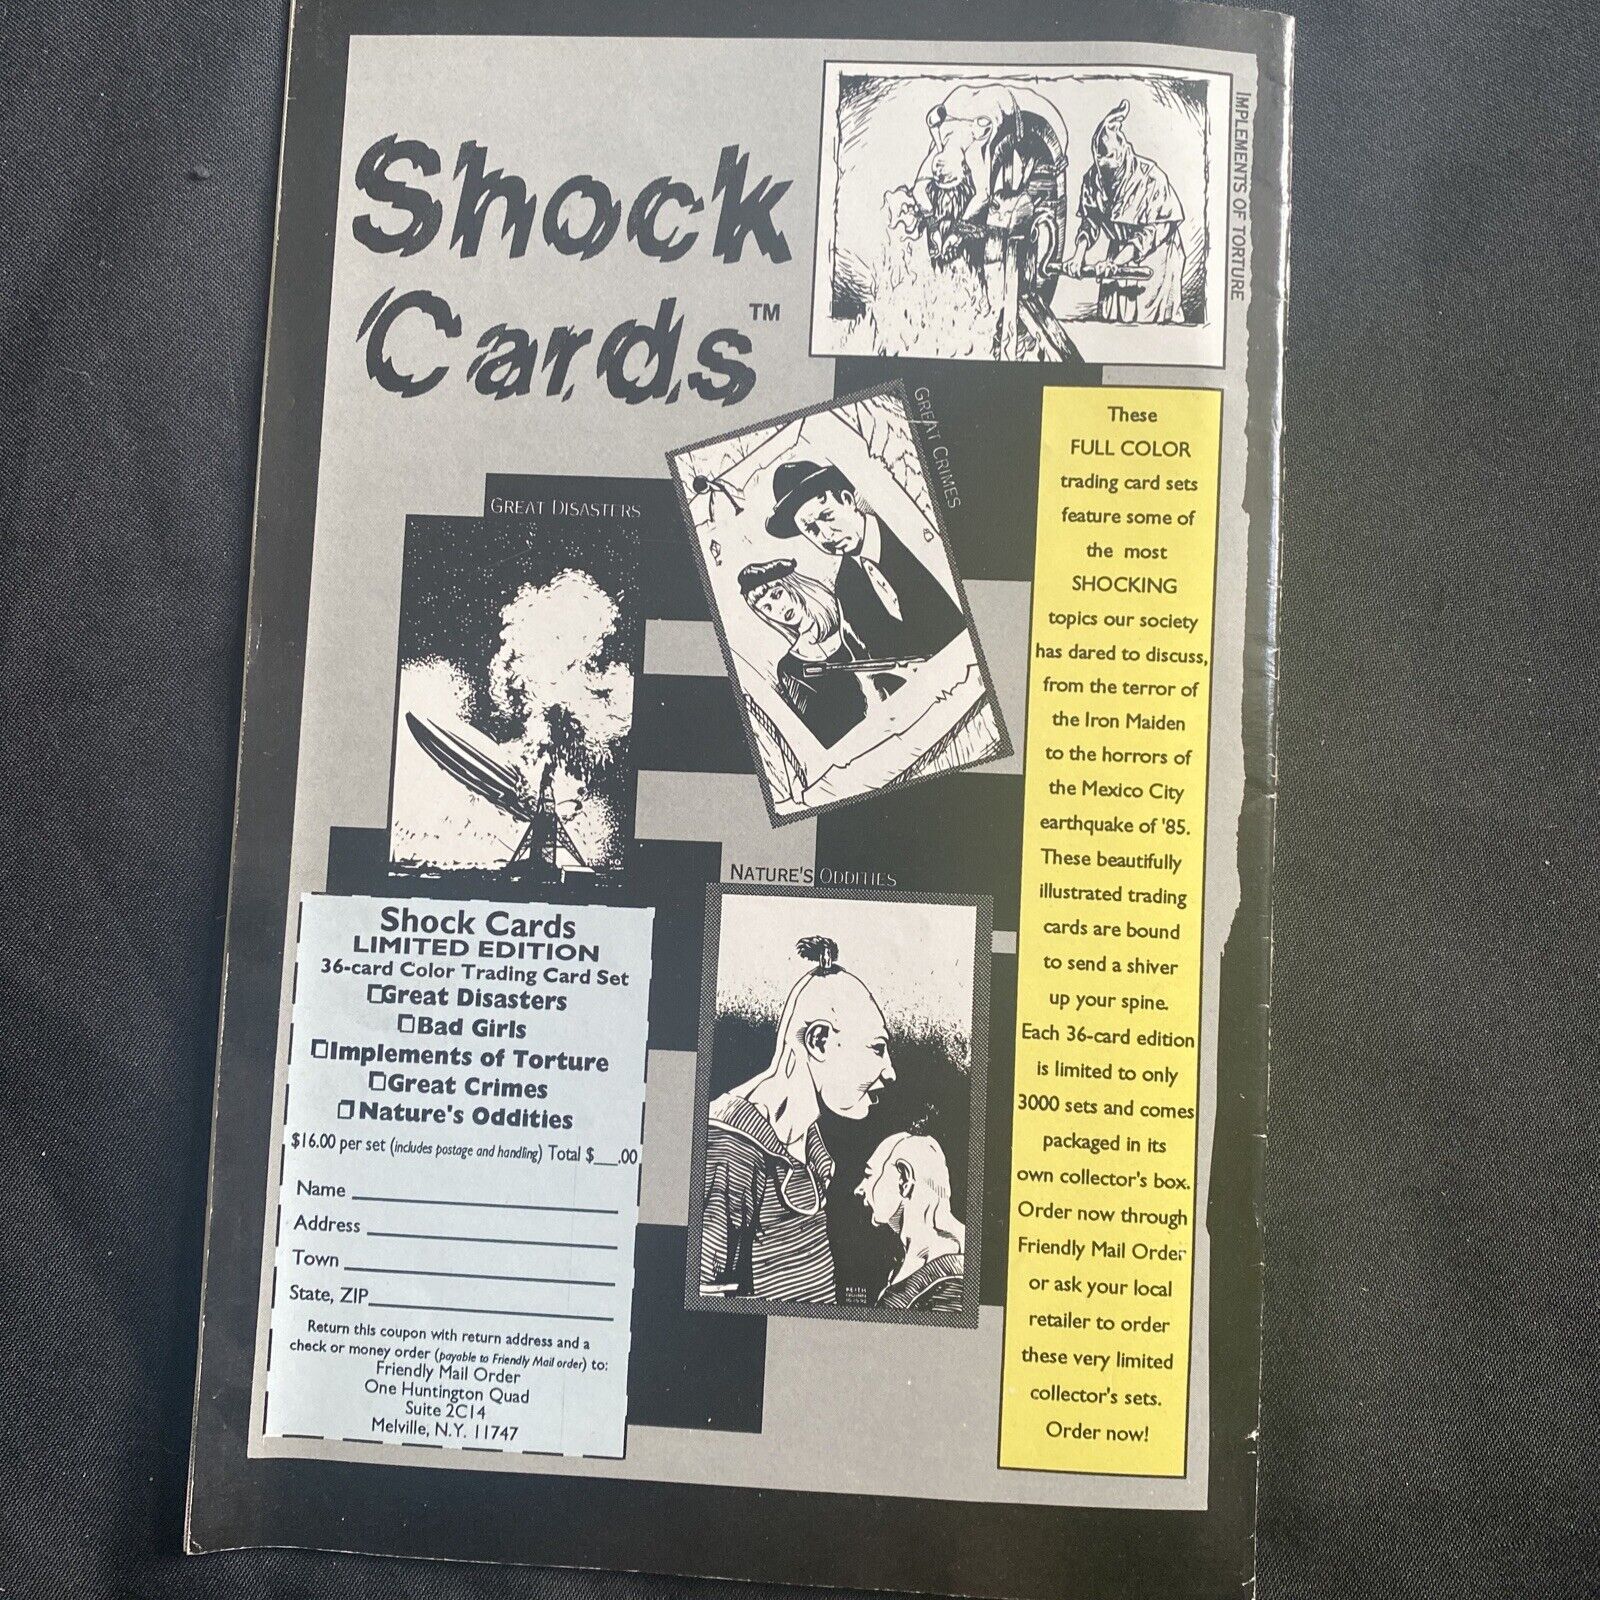 Shock
Cards™
IMPLEMENTS OF TORTURE
GREAT CRIMES
GREAT DISASTERS
NATURE'S ODDITIES
These
FULL COLOR
trading card sets
feature some of
the most
SHOCKING
topics our society
has dared to discuss,
from the terror of
the Iron Maiden
to the horrors of
the Mexico City
earthquake of '85.
These beautifully
illustrated trading
cards are bound
to send a shiver
up your spine.
Each 36-card edition
is limited to only
3000 sets and comes
packaged in its
own collector's box.
Order now through
Friendly Mail Order
or ask your local
retailer to order
these very limited
collector's sets.
Order now!
Shock Cards
LIMITED EDITION
36-card Color Trading Card Set
Great Disasters
Bad Girls
Implements of Torture
Great Crimes
Nature's Oddities
$16.00 per set (includes postage and handling) Total $___.00
Name
Address
Town
State, ZIP
Return this coupon with return address and a
check or money order (payable to Friendly Mail order) to:
Friendly Mail Order
One Huntington Quad
Suite 2C14
Melville, N.Y. 11747
KEITH